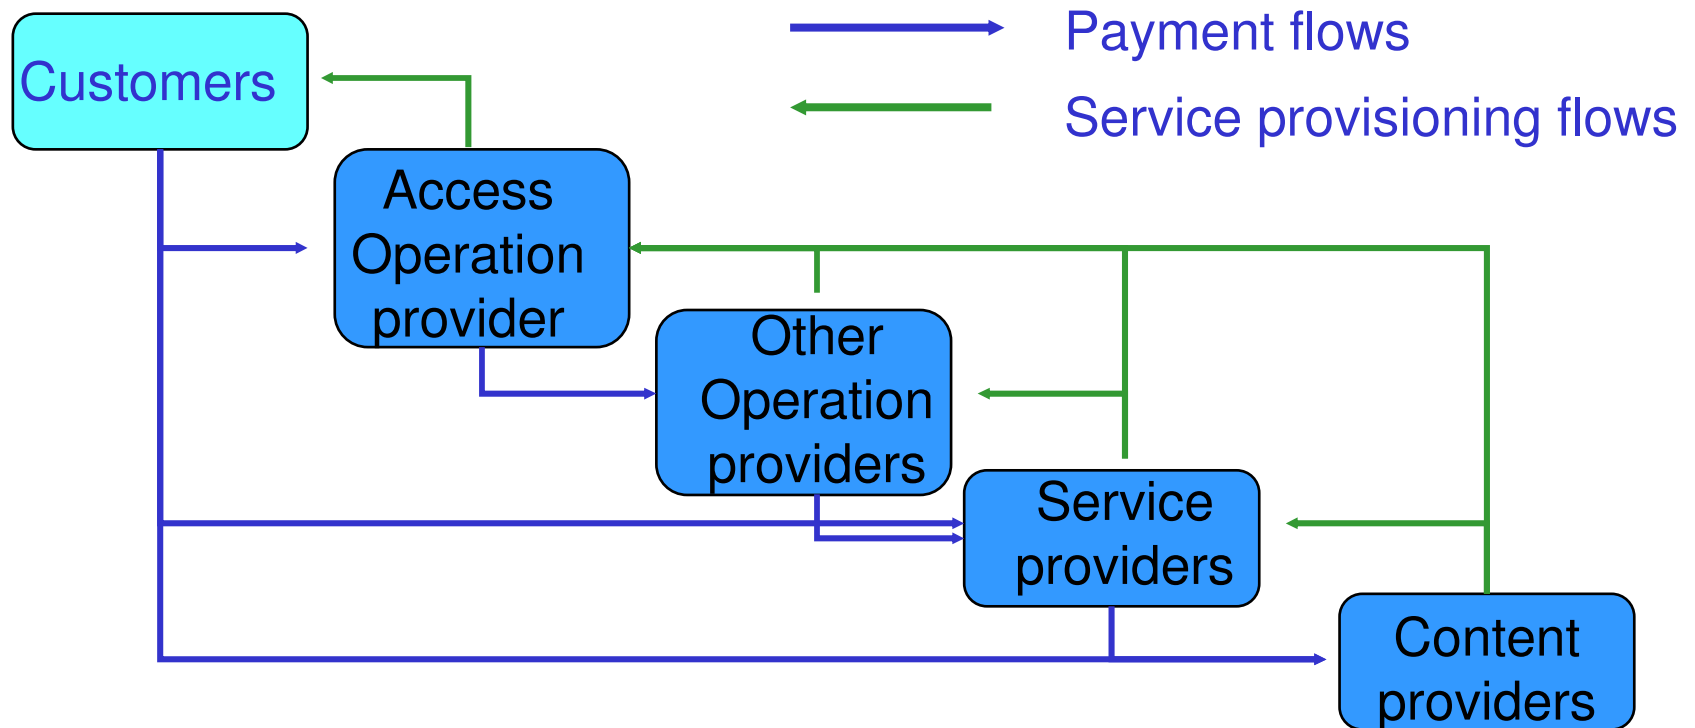 Payment flows
Customers
Service provisioning flows
Access
Operation
provider
Other
Operation
providers
Service
providers
Content
providers